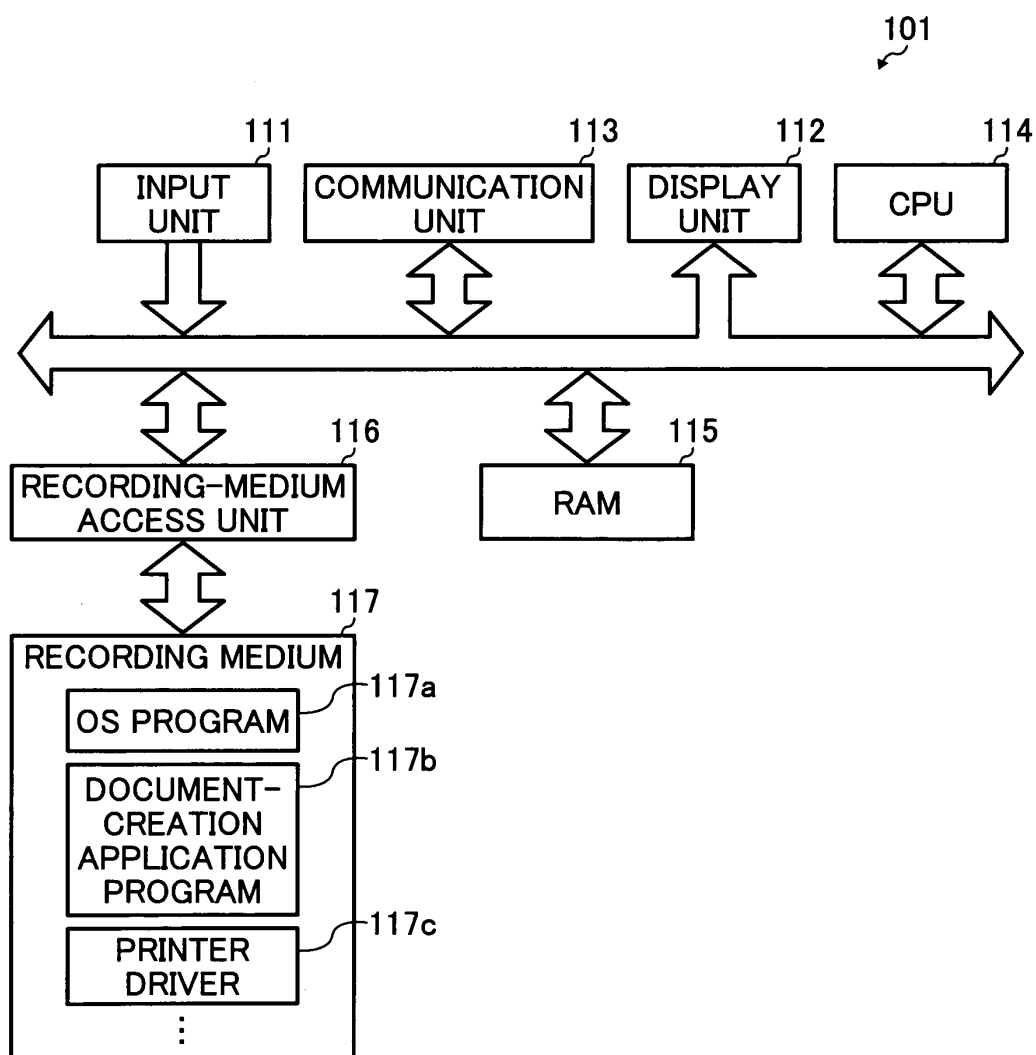 101
111
113
112
114
INPUT
UNIT
COMMUNICATION
UNIT
DISPLAY
UNIT
CPU
116
115
RECORDING-MEDIUM
ACCESS UNIT
RAM
117
RECORDING MEDIUM
117a
OS PROGRAM
117b
DOCUMENT-
CREATION
APPLICATION
PROGRAM
117c
PRINTER
DRIVER
⋮